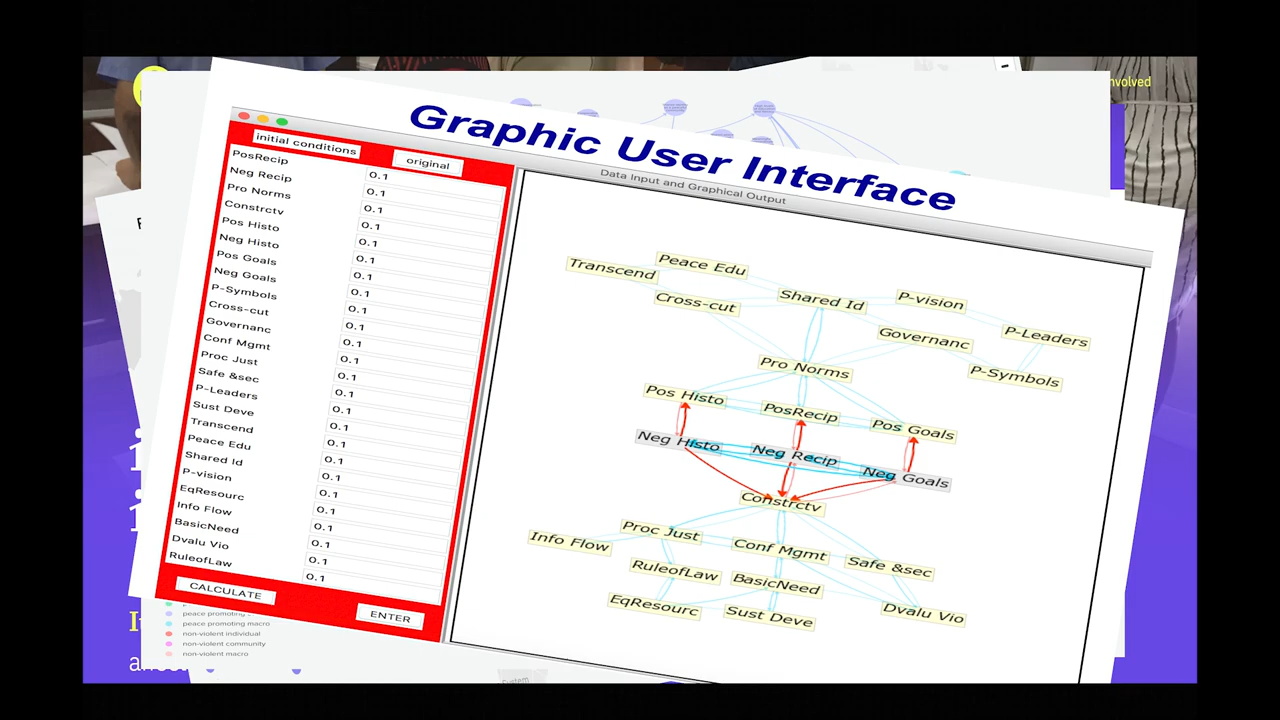 nvolved
Graphic User Interface
initial conditions
original
Data Input and Graphical Output
PosRecip 0.1
Neg Recip 0.1
Pro Norms 0.1
Constrctv 0.1
Pos Histo 0.1
Neg Histo 0.1
Pos Goals 0.1
Neg Goals 0.1
P-Symbols 0.1
Cross-cut 0.1
Governanc 0.1
Conf Mgmt 0.1
Proc Just 0.1
Safe &sec 0.1
P-Leaders 0.1
Sust Deve 0.1
Transcend 0.1
Peace Edu 0.1
Shared Id 0.1
P-vision 0.1
EqResourc 0.1
Info Flow 0.1
BasicNeed 0.1
Dvalu Vio 0.1
RuleofLaw 0.1
CALCULATE
ENTER
Transcend
Peace Edu
Cross-cut
Shared Id
P-vision
Governanc
P-Leaders
P-Symbols
Pro Norms
Pos Histo
PosRecip
Pos Goals
Neg Histo
Neg Recip
Neg Goals
Constrctv
Info Flow
Proc Just
Conf Mgmt
Safe &sec
RuleofLaw
BasicNeed
EqResourc
Sust Deve
Dvalu Vio
peace promoting
peace promoting macro
non-violent individual
non-violent community
non-violent macro
System